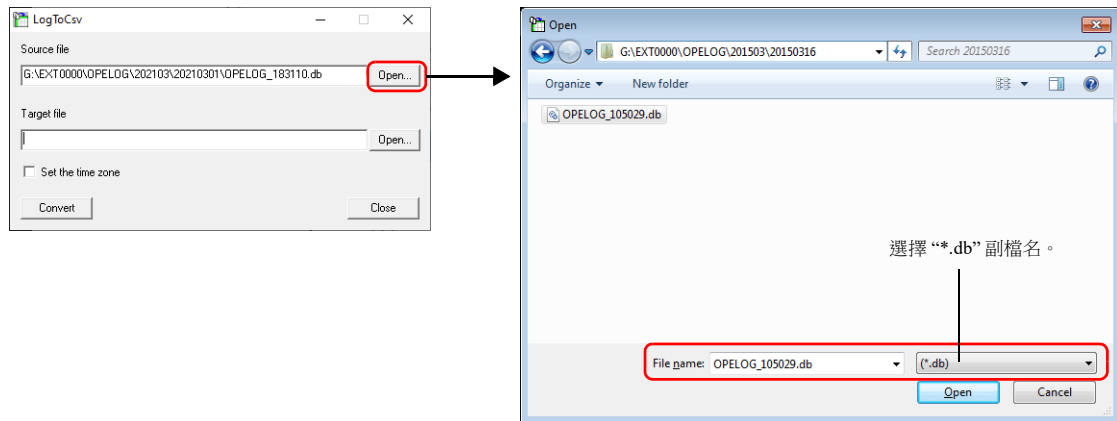 LogToCsv
Source file
G:\EXT0000\OPELOG\202103\20210301\OPELOG_183110.db
Open...
Target file
Open...
Set the time zone
Convert
Close
Open
G:\EXT0000\OPELOG\201503\20150316
Search 20150316
Organize
New folder
OPELOG_105029.db
選擇 “*.db” 副檔名。
File name: OPELOG_105029.db
(*.db)
Open
Cancel